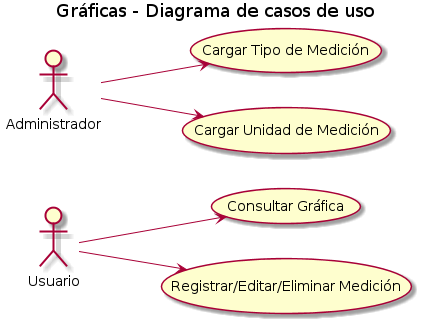 Gráficas - Diagrama de casos de uso
Cargar Tipo de Medición
Administrador
Cargar Unidad de Medición
Consultar Gráfica
Usuario
Registrar/Editar/Eliminar Medición